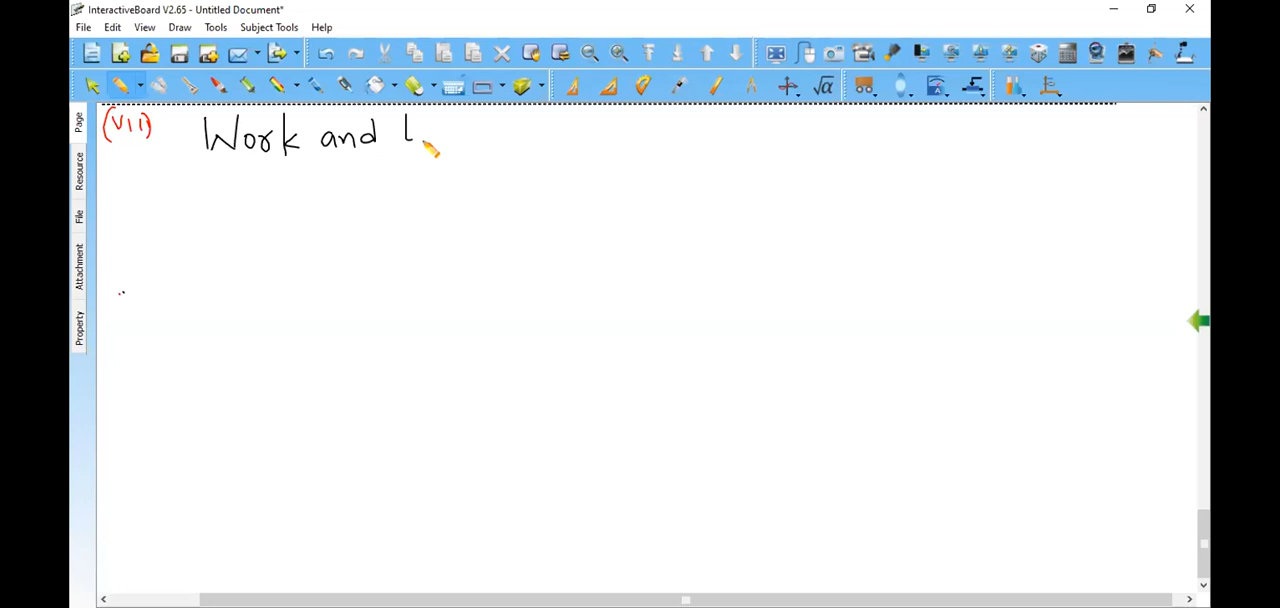 InteractiveBoard V2.65 - Untitled Document*
File Edit View Draw Tools Subject Tools Help
Page
Resource
File
Attachment
Property
(VII) Work and